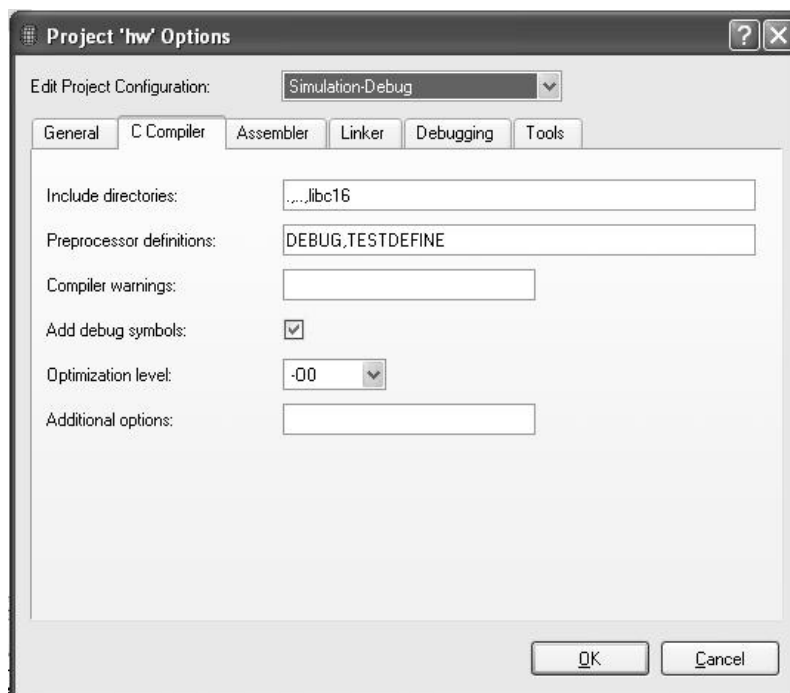 Project 'hw' Options
Edit Project Configuration: Simulation-Debug
General C Compiler Assembler Linker Debugging Tools
Include directories: .,..,libc16
Preprocessor definitions: DEBUG,TESTDEFINE
Compiler warnings:
Add debug symbols:
Optimization level: -O0
Additional options:
OK Cancel